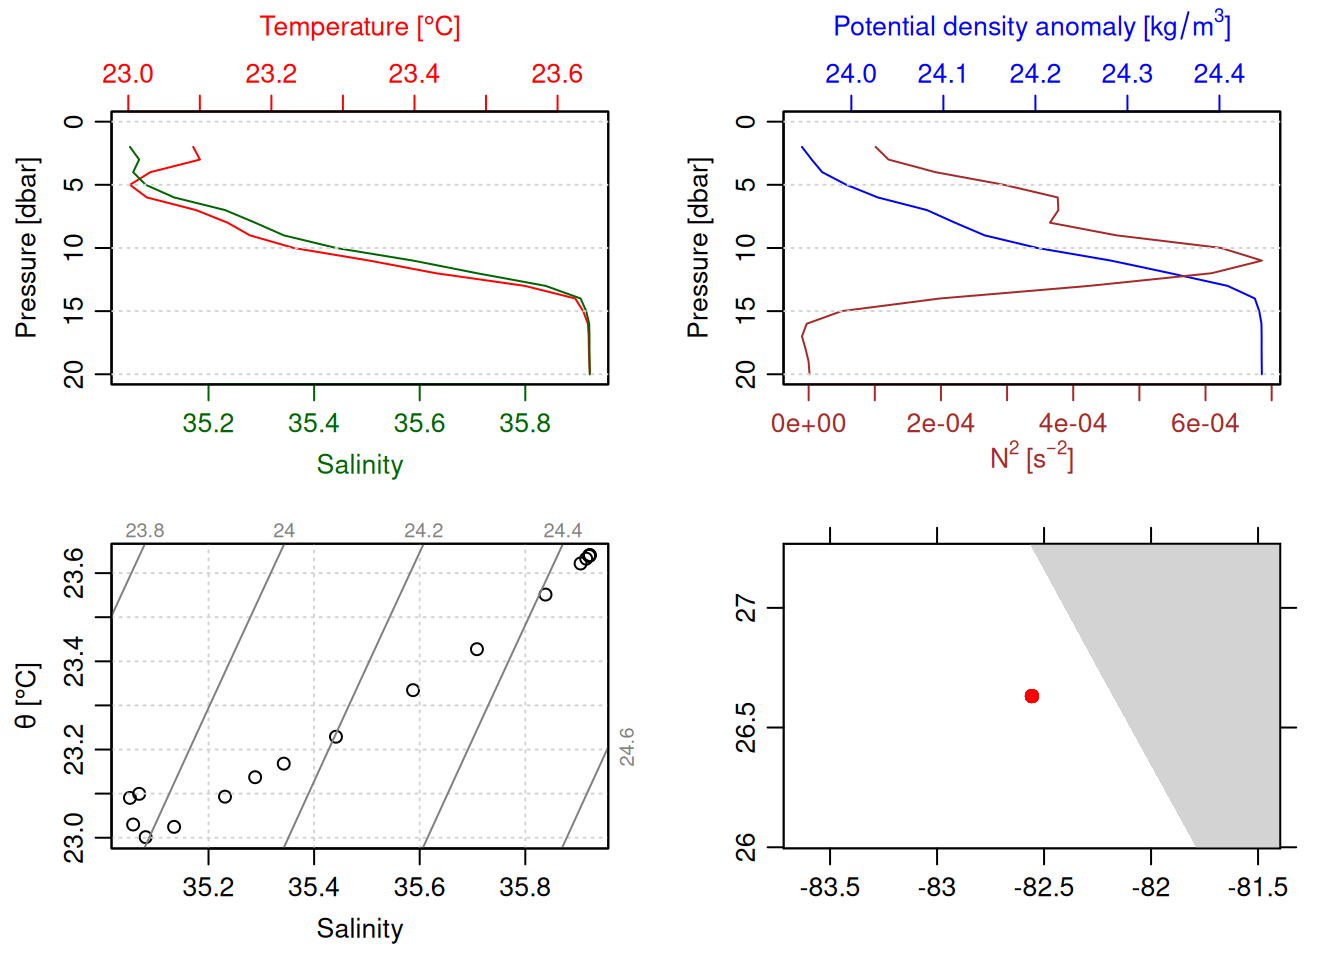 Temperature [°C]
23.0 23.2 23.4 23.6
0
5
10
15
20
Pressure [dbar]
35.2 35.4 35.6 35.8
Salinity
Potential density anomaly [kg/m³]
24.0 24.1 24.2 24.3 24.4
0
5
10
15
20
Pressure [dbar]
0e+00 2e-04 4e-04 6e-04
N² [s⁻²]
23.8 24 24.2 24.4
24.6
23.6
23.4
23.2
23.0
θ [°C]
35.2 35.4 35.6 35.8
Salinity
27
26.5
26
-83.5 -83 -82.5 -82 -81.5